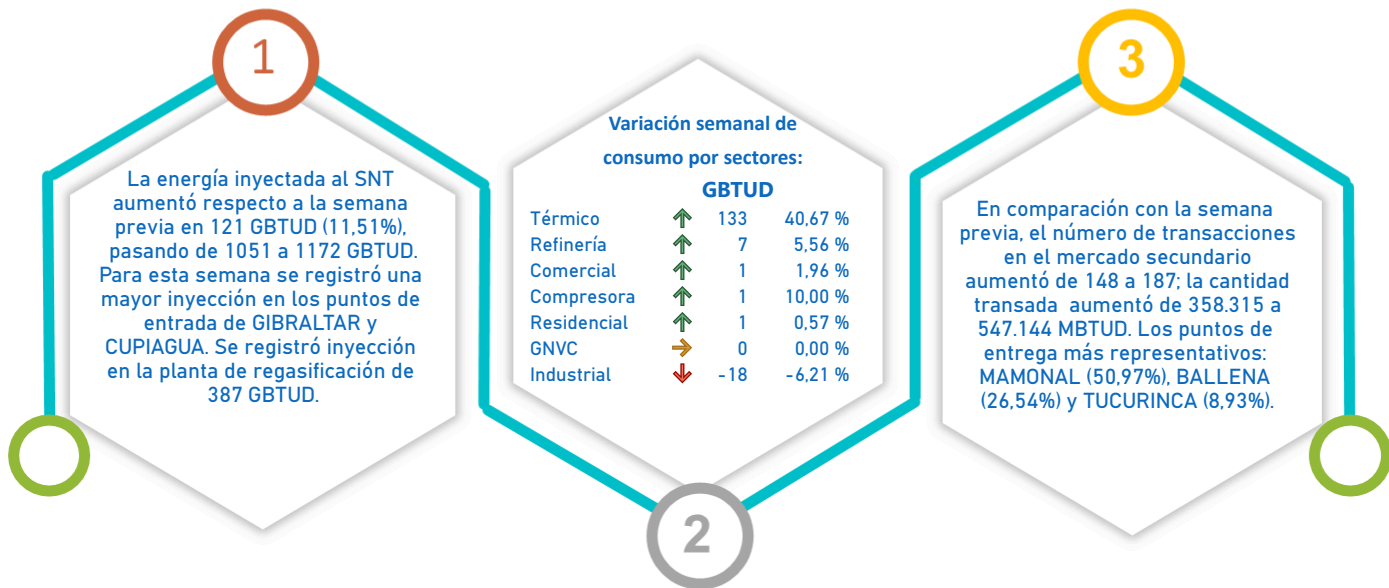 1
La energía inyectada al SNT
aumentó respecto a la semana
previa en 121 GBTUD (11,51%),
pasando de 1051 a 1172 GBTUD.
Para esta semana se registró una
mayor inyección en los puntos de
entrada de GIBRALTAR y
CUPIAGUA. Se registró inyección
en la planta de regasificación de
387 GBTUD.
Variación semanal de
consumo por sectores:
GBTUD
Térmico 133 40,67 %
Refinería 7 5,56 %
Comercial 1 1,96 %
Compresora 1 10,00 %
Residencial 1 0,57 %
GNVC 0 0,00 %
Industrial -18 -6,21 %
2
3
En comparación con la semana
previa, el número de transacciones
en el mercado secundario
aumentó de 148 a 187; la cantidad
transada aumentó de 358.315 a
547.144 MBTUD. Los puntos de
entrega más representativos:
MAMONAL (50,97%), BALLENA
(26,54%) y TUCURINCA (8,93%).